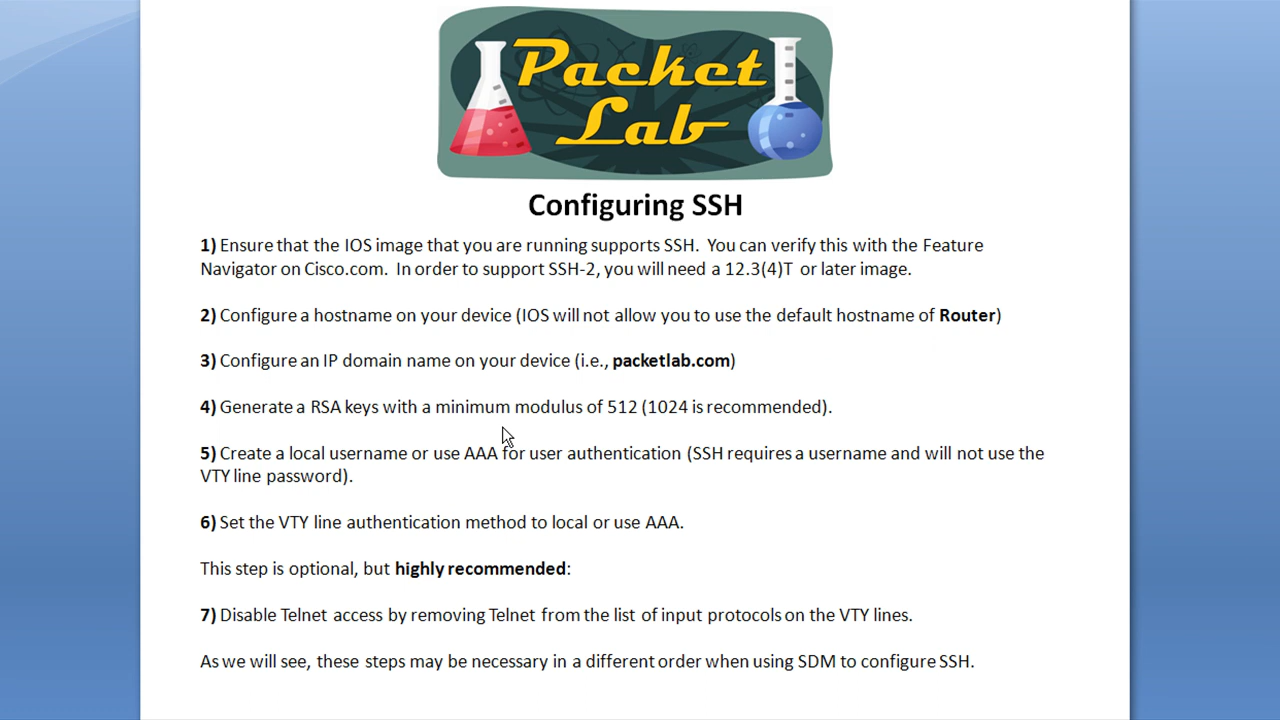 Packet
Lab
Configuring SSH
1) Ensure that the IOS image that you are running supports SSH. You can verify this with the Feature
Navigator on Cisco.com. In order to support SSH-2, you will need a 12.3(4)T or later image.
2) Configure a hostname on your device (IOS will not allow you to use the default hostname of Router)
3) Configure an IP domain name on your device (i.e., packetlab.com)
4) Generate a RSA keys with a minimum modulus of 512 (1024 is recommended).
5) Create a local username or use AAA for user authentication (SSH requires a username and will not use the
VTY line password).
6) Set the VTY line authentication method to local or use AAA.
This step is optional, but highly recommended:
7) Disable Telnet access by removing Telnet from the list of input protocols on the VTY lines.
As we will see, these steps may be necessary in a different order when using SDM to configure SSH.